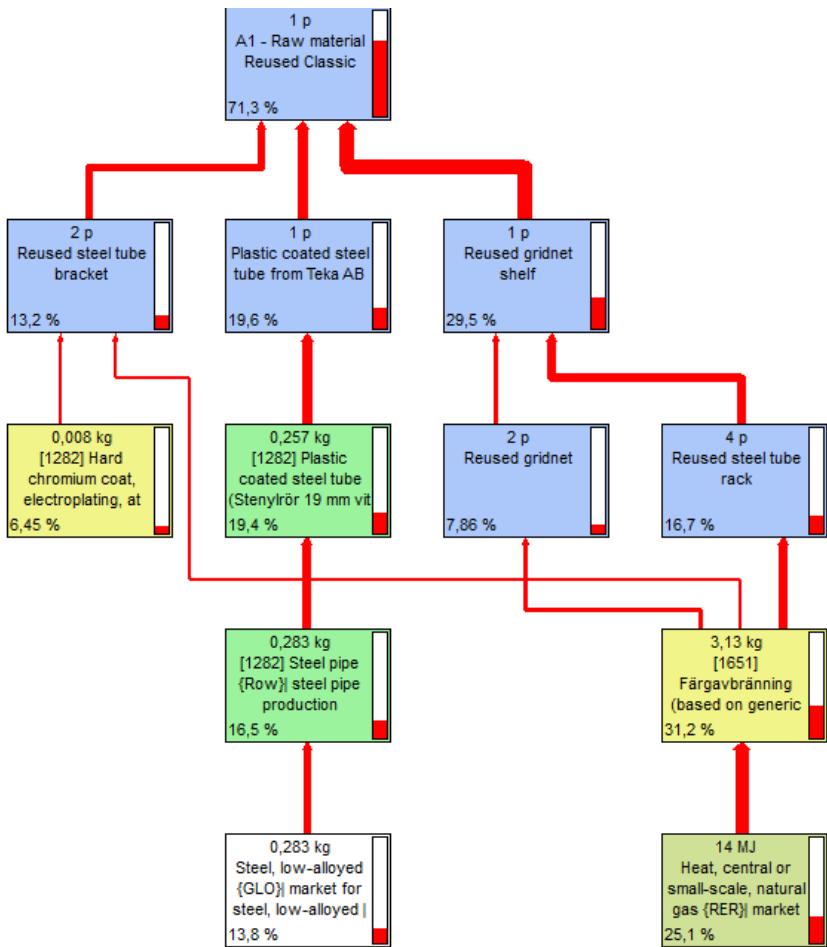 1 p
A1 - Raw material
Reused Classic
71,3 %
2 p
Reused steel tube
bracket
13,2 %
1 p
Plastic coated steel
tube from Teka AB
19,6 %
1 p
Reused gridnet
shelf
29,5 %
0,008 kg
[1282] Hard
chromium coat,
electroplating, at
6,45 %
0,257 kg
[1282] Plastic
coated steel tube
(Stenylrör 19 mm vit
19,4 %
2 p
Reused gridnet
7,86 %
4 p
Reused steel tube
rack
16,7 %
0,283 kg
[1282] Steel pipe
{Row}| steel pipe
production
16,5 %
3,13 kg
[1651]
Färgavbränning
(based on generic
31,2 %
0,283 kg
Steel, low-alloyed
{GLO}| market for
steel, low-alloyed |
13,8 %
14 MJ
Heat, central or
small-scale, natural
gas {RER}| market
25,1 %